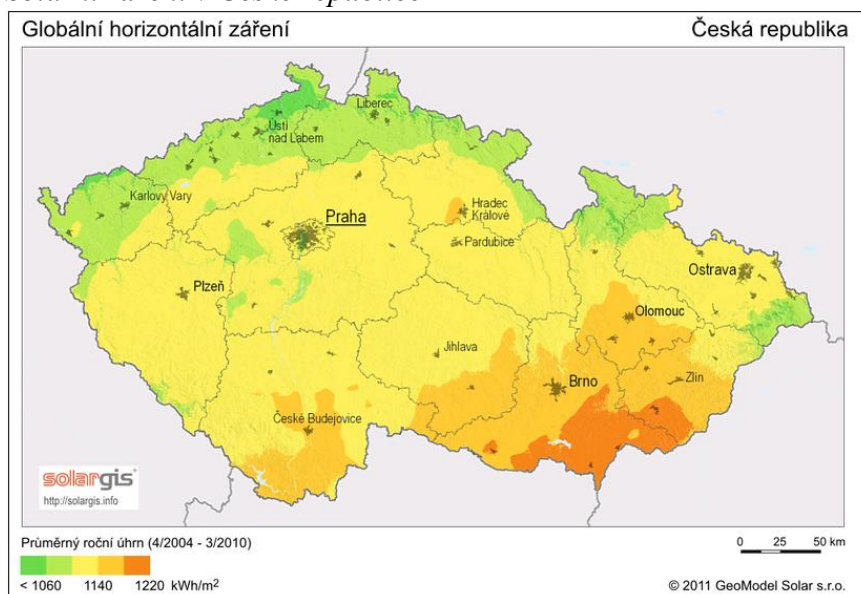 Globální horizontální záření
Česká republika
Liberec
Ústí
nad Labem
Karlovy Vary
Praha
Hradec
Králové
Pardubice
Plzeň
Ostrava
Olomouc
Jihlava
Brno
Zlín
České Budejovice
solargis
http://solargis.info
Průměrný roční úhrn (4/2004 - 3/2010)
0 25 50 km
< 1060 1140 1220 kWh/m²
© 2011 GeoModel Solar s.r.o.